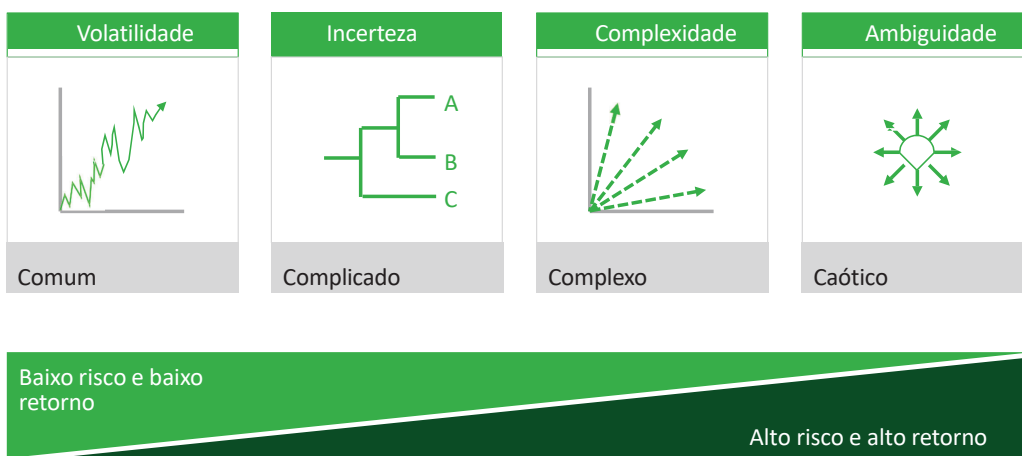 Volatilidade
Incerteza
Complexidade
Ambiguidade
A
B
C
Comum
Complicado
Complexo
Caótico
Baixo risco e baixo
retorno
Alto risco e alto retorno